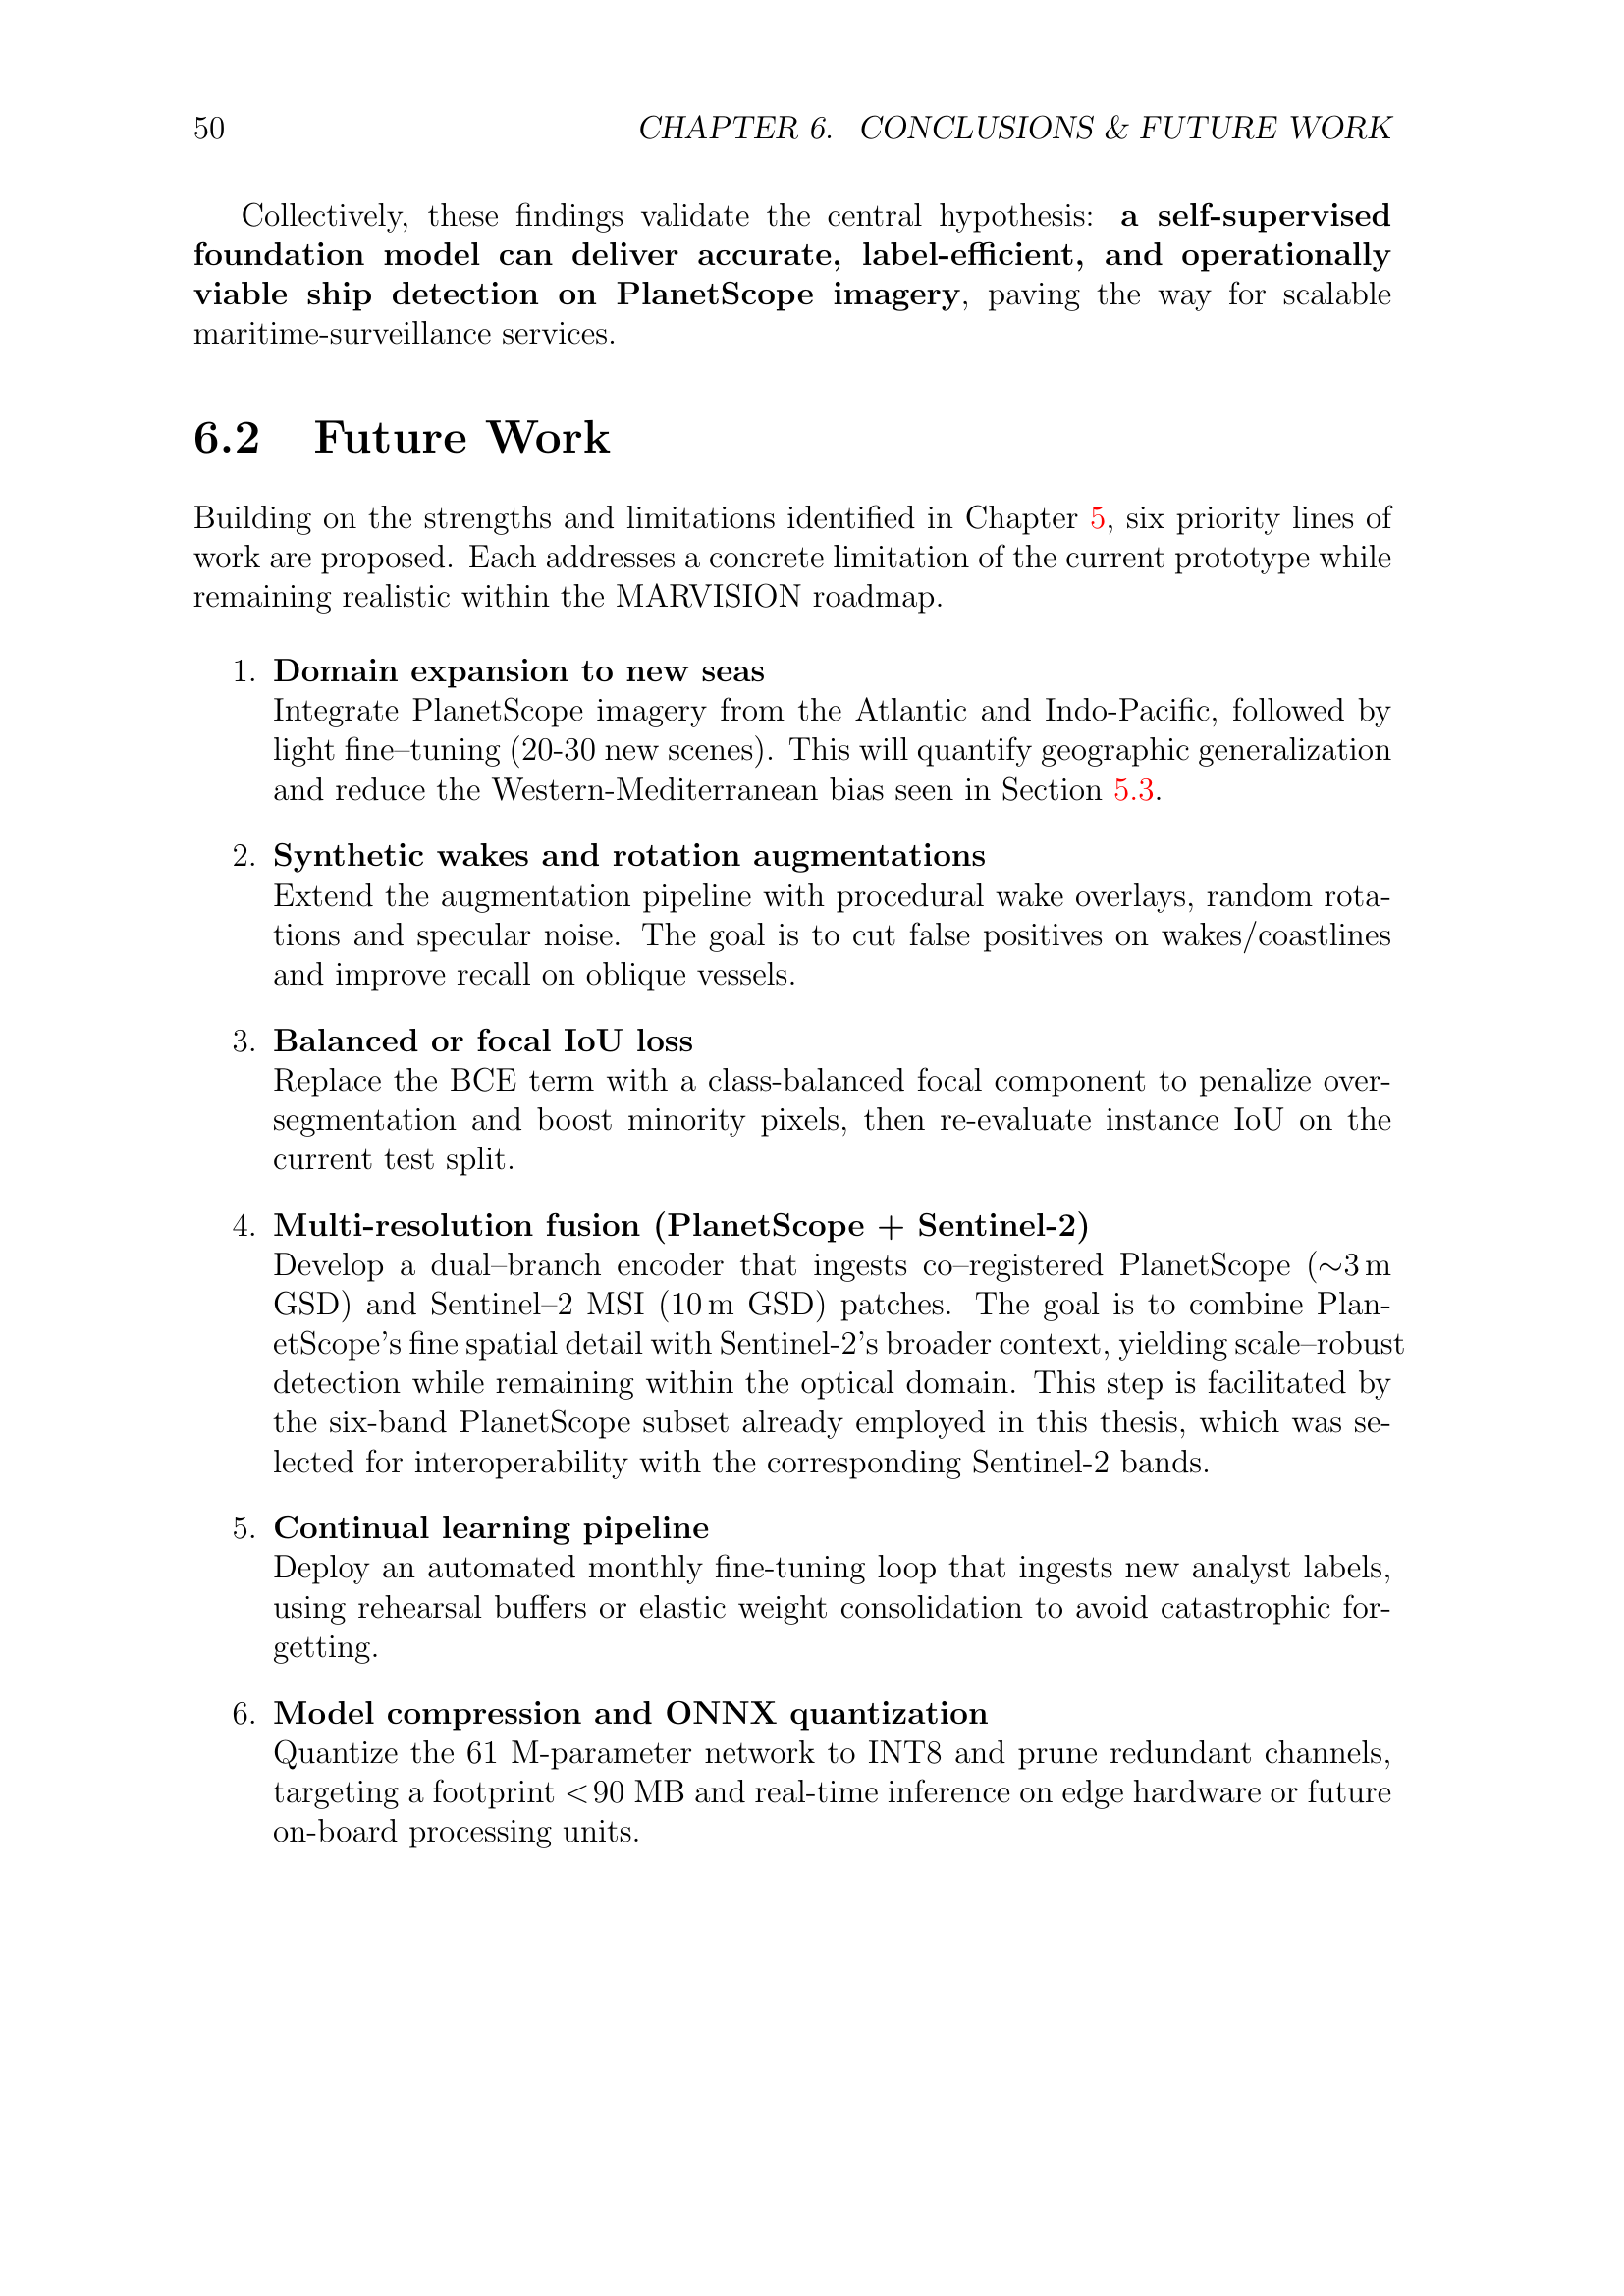 50 CHAPTER 6. CONCLUSIONS & FUTURE WORK
Collectively, these findings validate the central hypothesis: a self-supervised
foundation model can deliver accurate, label-efficient, and operationally
viable ship detection on PlanetScope imagery, paving the way for scalable
maritime-surveillance services.
6.2 Future Work
Building on the strengths and limitations identified in Chapter 5, six priority lines of
work are proposed. Each addresses a concrete limitation of the current prototype while
remaining realistic within the MARVISION roadmap.
1. Domain expansion to new seas
Integrate PlanetScope imagery from the Atlantic and Indo-Pacific, followed by
light fine–tuning (20-30 new scenes). This will quantify geographic generalization
and reduce the Western-Mediterranean bias seen in Section 5.3.
2. Synthetic wakes and rotation augmentations
Extend the augmentation pipeline with procedural wake overlays, random rota-
tions and specular noise. The goal is to cut false positives on wakes/coastlines
and improve recall on oblique vessels.
3. Balanced or focal IoU loss
Replace the BCE term with a class-balanced focal component to penalize over-
segmentation and boost minority pixels, then re-evaluate instance IoU on the
current test split.
4. Multi-resolution fusion (PlanetScope + Sentinel-2)
Develop a dual–branch encoder that ingests co–registered PlanetScope (∼3 m
GSD) and Sentinel–2 MSI (10 m GSD) patches. The goal is to combine Plan-
etScope's fine spatial detail with Sentinel-2's broader context, yielding scale–robust
detection while remaining within the optical domain. This step is facilitated by
the six-band PlanetScope subset already employed in this thesis, which was se-
lected for interoperability with the corresponding Sentinel-2 bands.
5. Continual learning pipeline
Deploy an automated monthly fine-tuning loop that ingests new analyst labels,
using rehearsal buffers or elastic weight consolidation to avoid catastrophic for-
getting.
6. Model compression and ONNX quantization
Quantize the 61 M-parameter network to INT8 and prune redundant channels,
targeting a footprint <90 MB and real-time inference on edge hardware or future
on-board processing units.